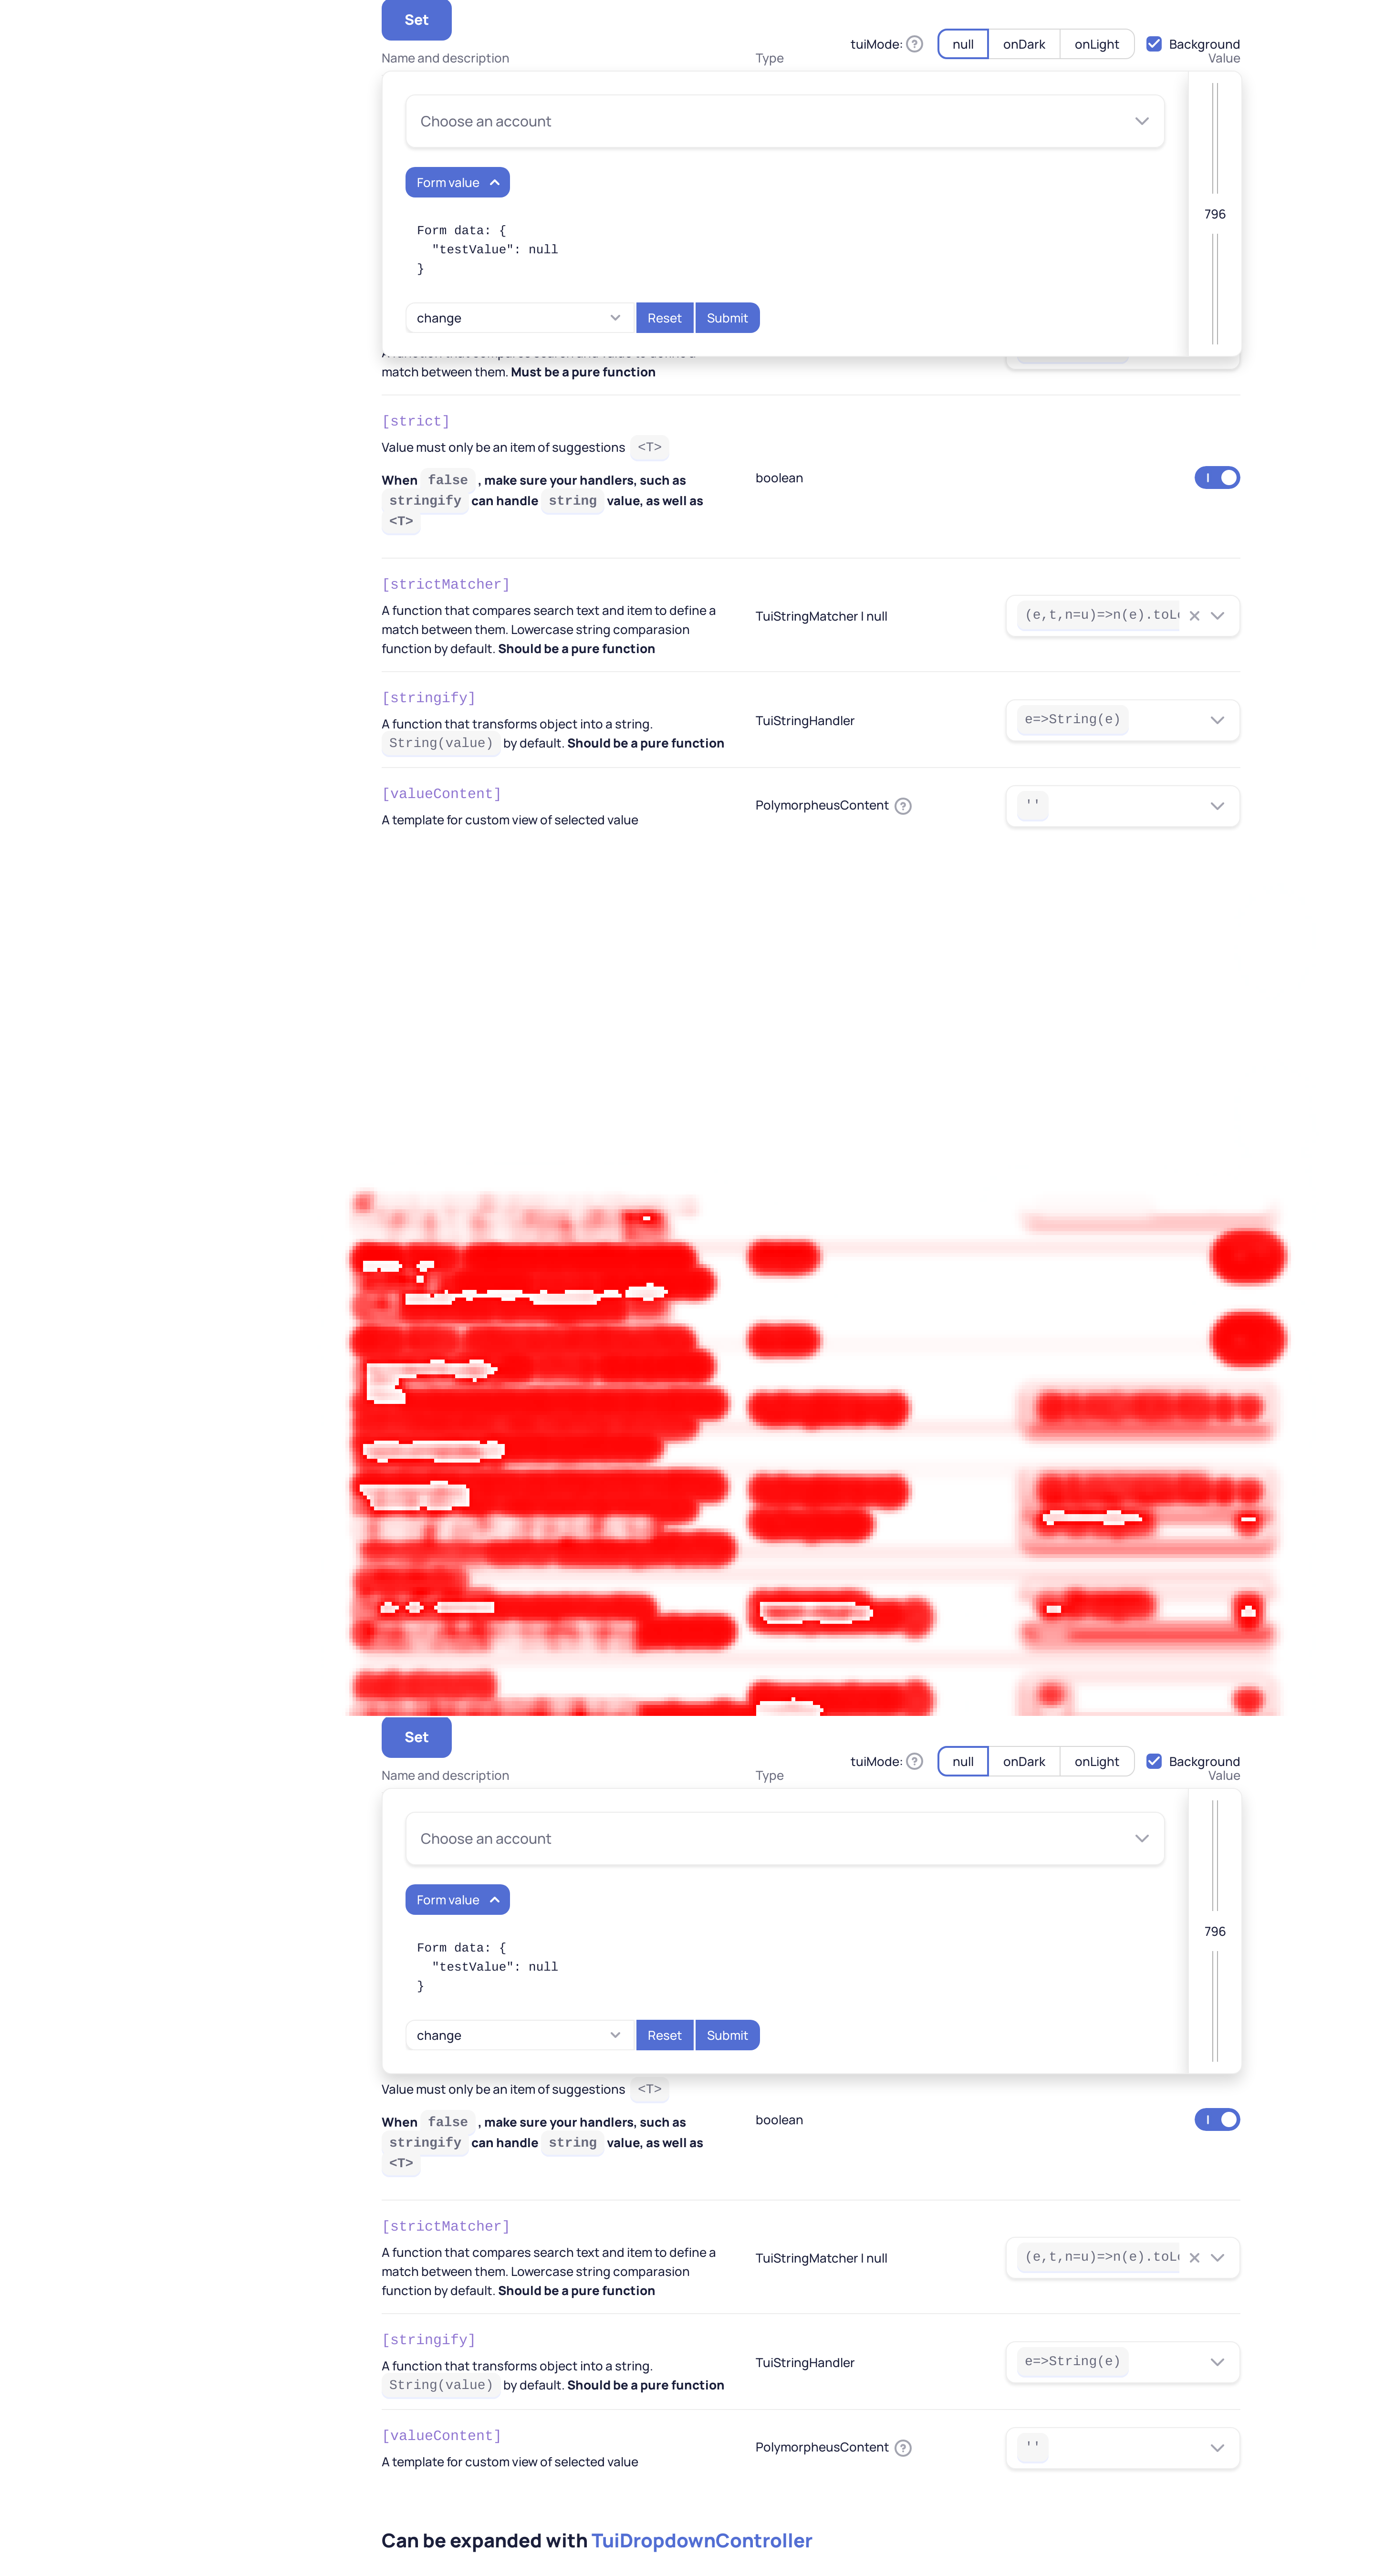 Set
tuiMode: ? null onDark onLight Background
Name and description Type Value
Choose an account
Form value
796
Form data: {
"testValue": null
}
change Reset Submit
A function that compares search and value to define a
match between them. Must be a pure function
[strict]
Value must only be an item of suggestions <T>
When false , make sure your handlers, such as
stringify can handle string value, as well as
<T>
boolean
[strictMatcher]
A function that compares search text and item to define a
match between them. Lowercase string comparasion
function by default. Should be a pure function
TuiStringMatcher | null
(e,t,n=u)=>n(e).toLo
[stringify]
A function that transforms object into a string.
String(value) by default. Should be a pure function
TuiStringHandler
e=>String(e)
[valueContent]
A template for custom view of selected value
PolymorpheusContent ?
''
Set
tuiMode: ? null onDark onLight Background
Name and description Type Value
Choose an account
Form value
796
Form data: {
"testValue": null
}
change Reset Submit
Value must only be an item of suggestions <T>
When false , make sure your handlers, such as
stringify can handle string value, as well as
<T>
boolean
[strictMatcher]
A function that compares search text and item to define a
match between them. Lowercase string comparasion
function by default. Should be a pure function
TuiStringMatcher | null
(e,t,n=u)=>n(e).toLo
[stringify]
A function that transforms object into a string.
String(value) by default. Should be a pure function
TuiStringHandler
e=>String(e)
[valueContent]
A template for custom view of selected value
PolymorpheusContent ?
''
Can be expanded with TuiDropdownController